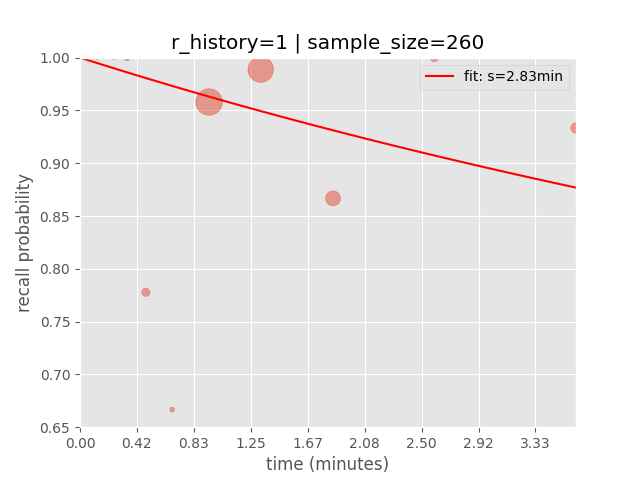 r_history=1 | sample_size=260
fit: s=2.83min
1.00
0.95
0.90
0.85
0.80
0.75
0.70
0.65
recall probability
0.00 0.42 0.83 1.25 1.67 2.08 2.50 2.92 3.33
time (minutes)